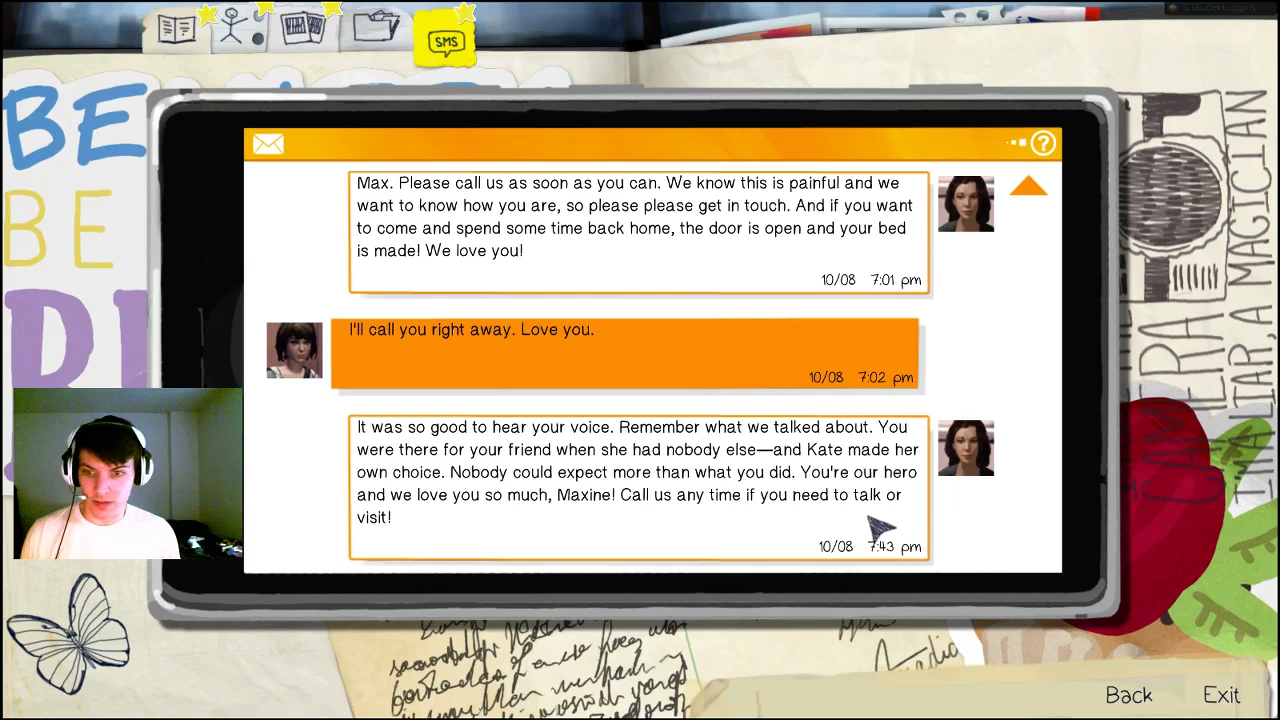 ClaudeHuggins
SMS
BE
BE
Max. Please call us as soon as you can. We know this is painful and we
want to know how you are, so please please get in touch. And if you want
to come and spend some time back home, the door is open and your bed
is made! We love you!
10/08 7:01 pm
I'll call you right away. Love you.
10/08 7:02 pm
It was so good to hear your voice. Remember what we talked about. You
were there for your friend when she had nobody else—and Kate made her
own choice. Nobody could expect more than what you did. You're our hero
and we love you so much, Maxine! Call us any time if you need to talk or
visit!
10/08 7:43 pm
CAMERA
LIAR, A MAGICIAN
Back Exit